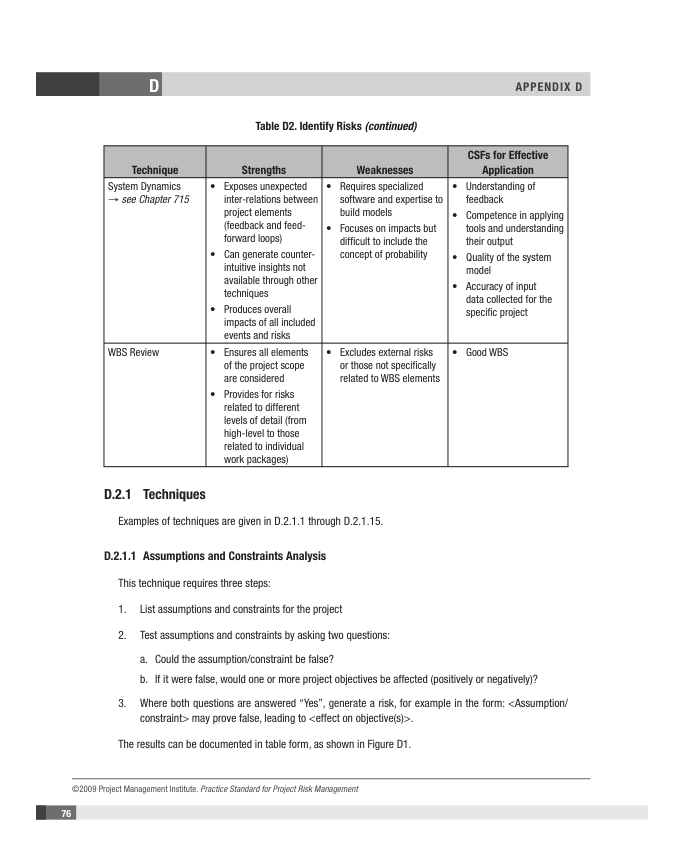 D
APPENDIX D
Table D2. Identify Risks (continued)
Technique
Strengths
Weaknesses
CSFs for Effective
Application
System Dynamics
→ see Chapter 715
• Exposes unexpected
inter-relations between
project elements
(feedback and feed-
forward loops)
• Can generate counter-
intuitive insights not
available through other
techniques
• Produces overall
impacts of all included
events and risks
• Requires specialized
software and expertise to
build models
• Focuses on impacts but
difficult to include the
concept of probability
• Understanding of
feedback
• Competence in applying
tools and understanding
their output
• Quality of the system
model
• Accuracy of input
data collected for the
specific project
WBS Review
• Ensures all elements
of the project scope
are considered
• Provides for risks
related to different
levels of detail (from
high-level to those
related to individual
work packages)
• Excludes external risks
or those not specifically
related to WBS elements
• Good WBS
D.2.1 Techniques
Examples of techniques are given in D.2.1.1 through D.2.1.15.
D.2.1.1 Assumptions and Constraints Analysis
This technique requires three steps:
1. List assumptions and constraints for the project
2. Test assumptions and constraints by asking two questions:
a. Could the assumption/constraint be false?
b. If it were false, would one or more project objectives be affected (positively or negatively)?
3. Where both questions are answered “Yes”, generate a risk, for example in the form: <Assumption/
constraint> may prove false, leading to <effect on objective(s)>.
The results can be documented in table form, as shown in Figure D1.
©2009 Project Management Institute. Practice Standard for Project Risk Management
76